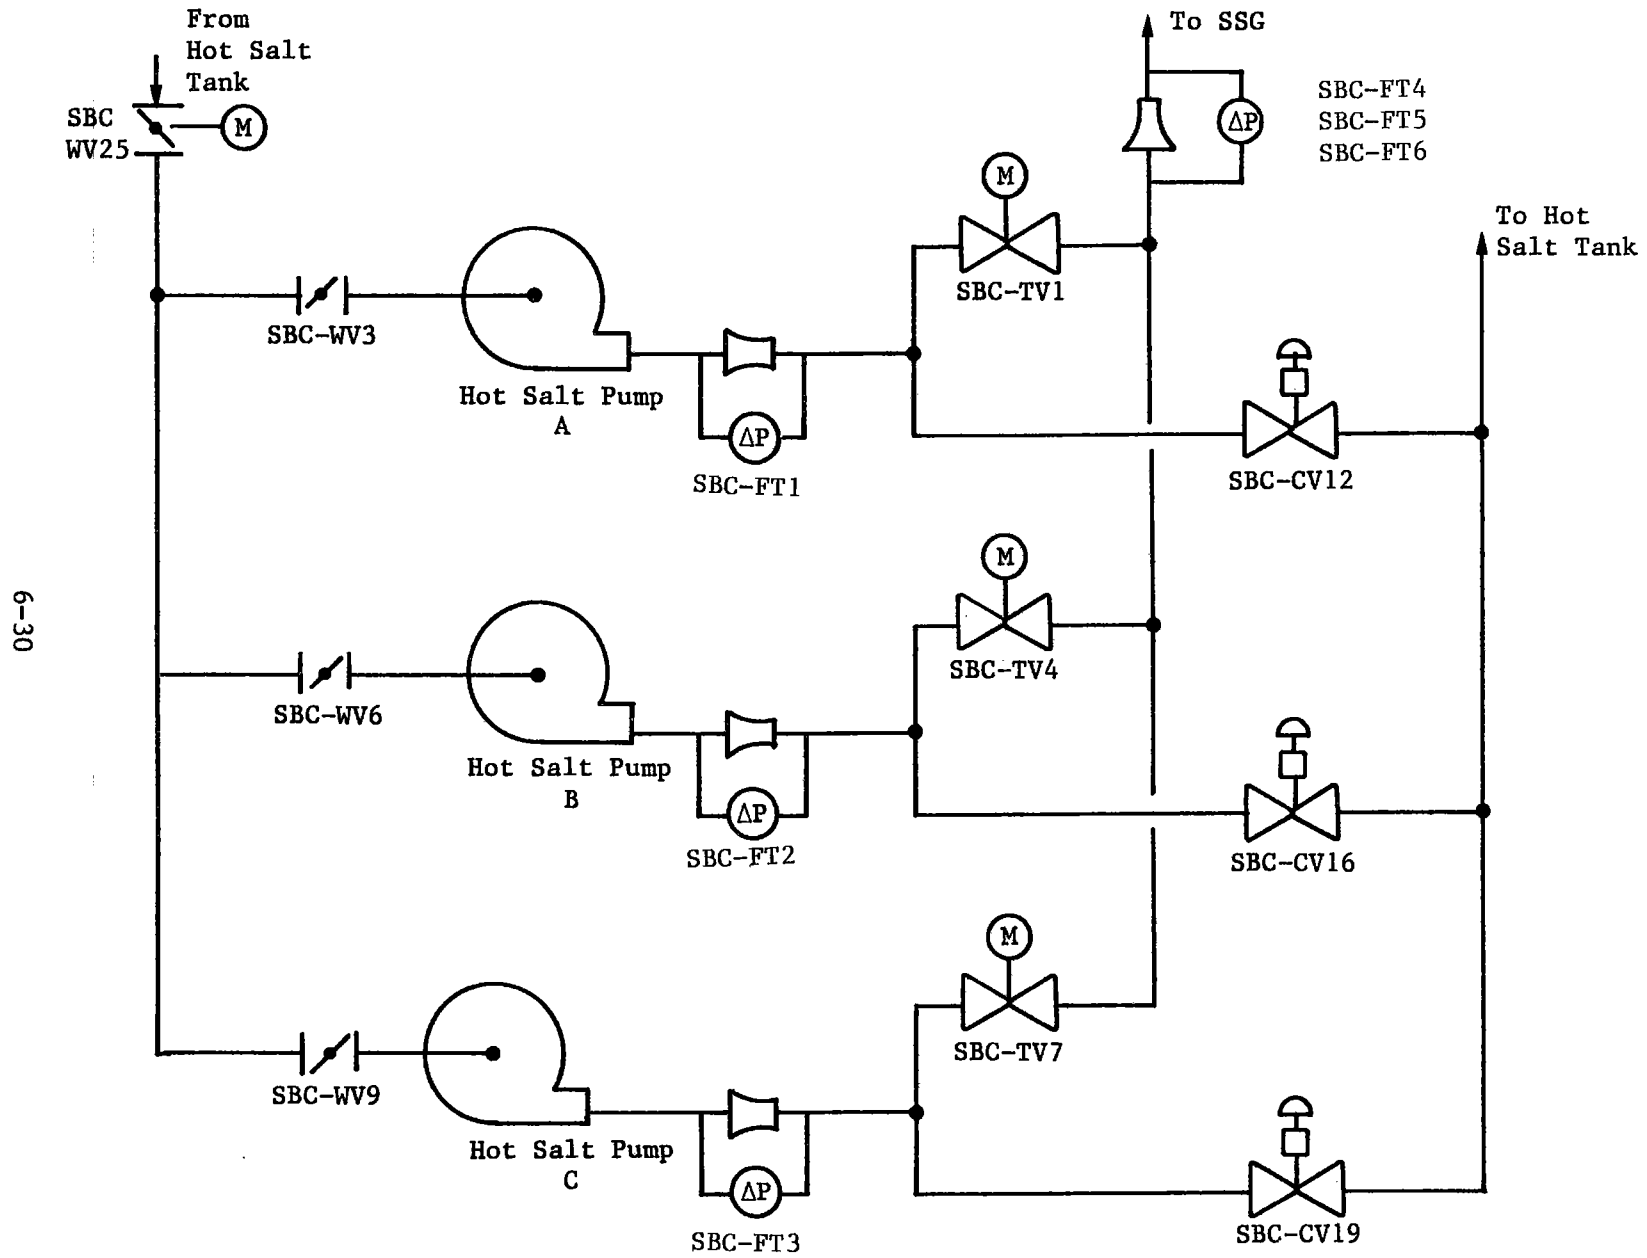 From
Hot Salt
Tank
SBC
WV25
M
To SSG
ΔP
SBC-FT4
SBC-FT5
SBC-FT6
M
To Hot
Salt Tank
SBC-TV1
SBC-WV3
Hot Salt Pump
A
ΔP
SBC-FT1
SBC-CV12
M
6-30
SBC-TV4
SBC-WV6
Hot Salt Pump
B
ΔP
SBC-FT2
SBC-CV16
M
SBC-TV7
SBC-WV9
Hot Salt Pump
C
ΔP
SBC-FT3
SBC-CV19